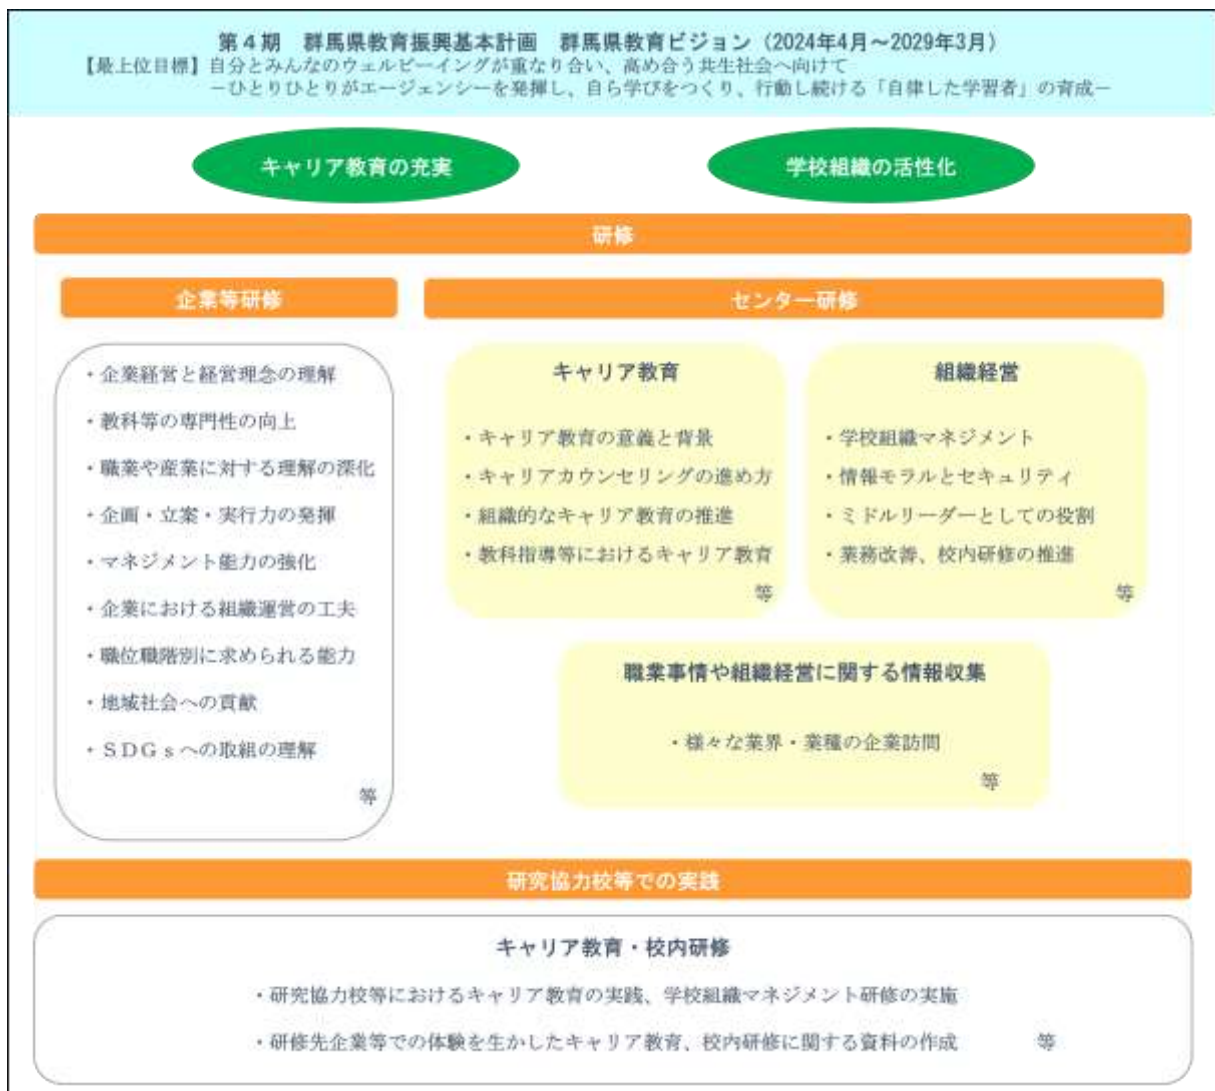 第４期　群馬県教育振興基本計画　群馬県教育ビジョン（2024年4月～2029年3月）
【最上位目標】自分とみんなのウェルビーイングが重なり合い、高め合う共生社会へ向けて
－ひとりひとりがエージェンシーを発揮し、自ら学びをつくり、行動し続ける「自律した学習者」の育成－
キャリア教育の充実
学校組織の活性化
研修
企業等研修
・企業経営と経営理念の理解
・教科等の専門性の向上
・職業や産業に対する理解の深化
・企画・立案・実行力の発揮
・マネジメント能力の強化
・企業における組織運営の工夫
・職位職階別に求められる能力
・地域社会への貢献
・ＳＤＧｓへの取組の理解
等
センター研修
キャリア教育
・キャリア教育の意義と背景
・キャリアカウンセリングの進め方
・組織的なキャリア教育の推進
・教科指導等におけるキャリア教育
等
組織経営
・学校組織マネジメント
・情報モラルとセキュリティ
・ミドルリーダーとしての役割
・業務改善、校内研修の推進
等
職業事情や組織経営に関する情報収集
・様々な業界・業種の企業訪問
等
研究協力校等での実践
キャリア教育・校内研修
・研究協力校等におけるキャリア教育の実践、学校組織マネジメント研修の実施
・研修先企業等での体験を生かしたキャリア教育、校内研修に関する資料の作成　　　等